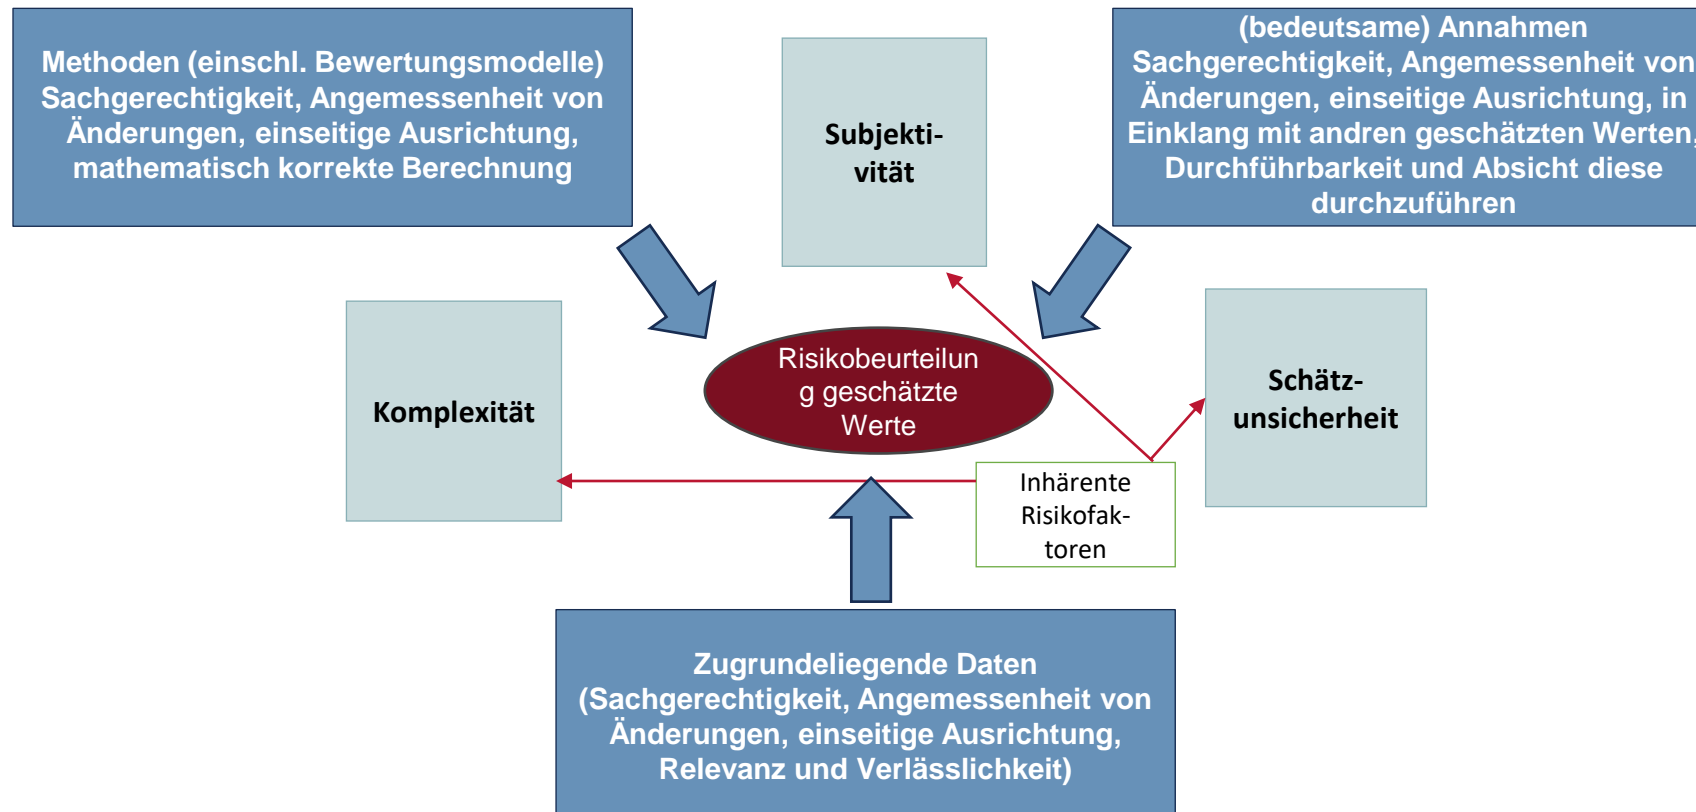 Methoden (einschl. Bewertungsmodelle)
Sachgerechtigkeit, Angemessenheit von
Änderungen, einseitige Ausrichtung,
mathematisch korrekte Berechnung
Subjekti-
vität
(bedeutsame) Annahmen
Sachgerechtigkeit, Angemessenheit von
Änderungen, einseitige Ausrichtung, in
Einklang mit andren geschätzten Werten,
Durchführbarkeit und Absicht diese
durchzuführen
Komplexität
Risikobeurteilun
g geschätzte
Werte
Schätz-
unsicherheit
Inhärente
Risikofak-
toren
Zugrundeliegende Daten
(Sachgerechtigkeit, Angemessenheit von
Änderungen, einseitige Ausrichtung,
Relevanz und Verlässlichkeit)